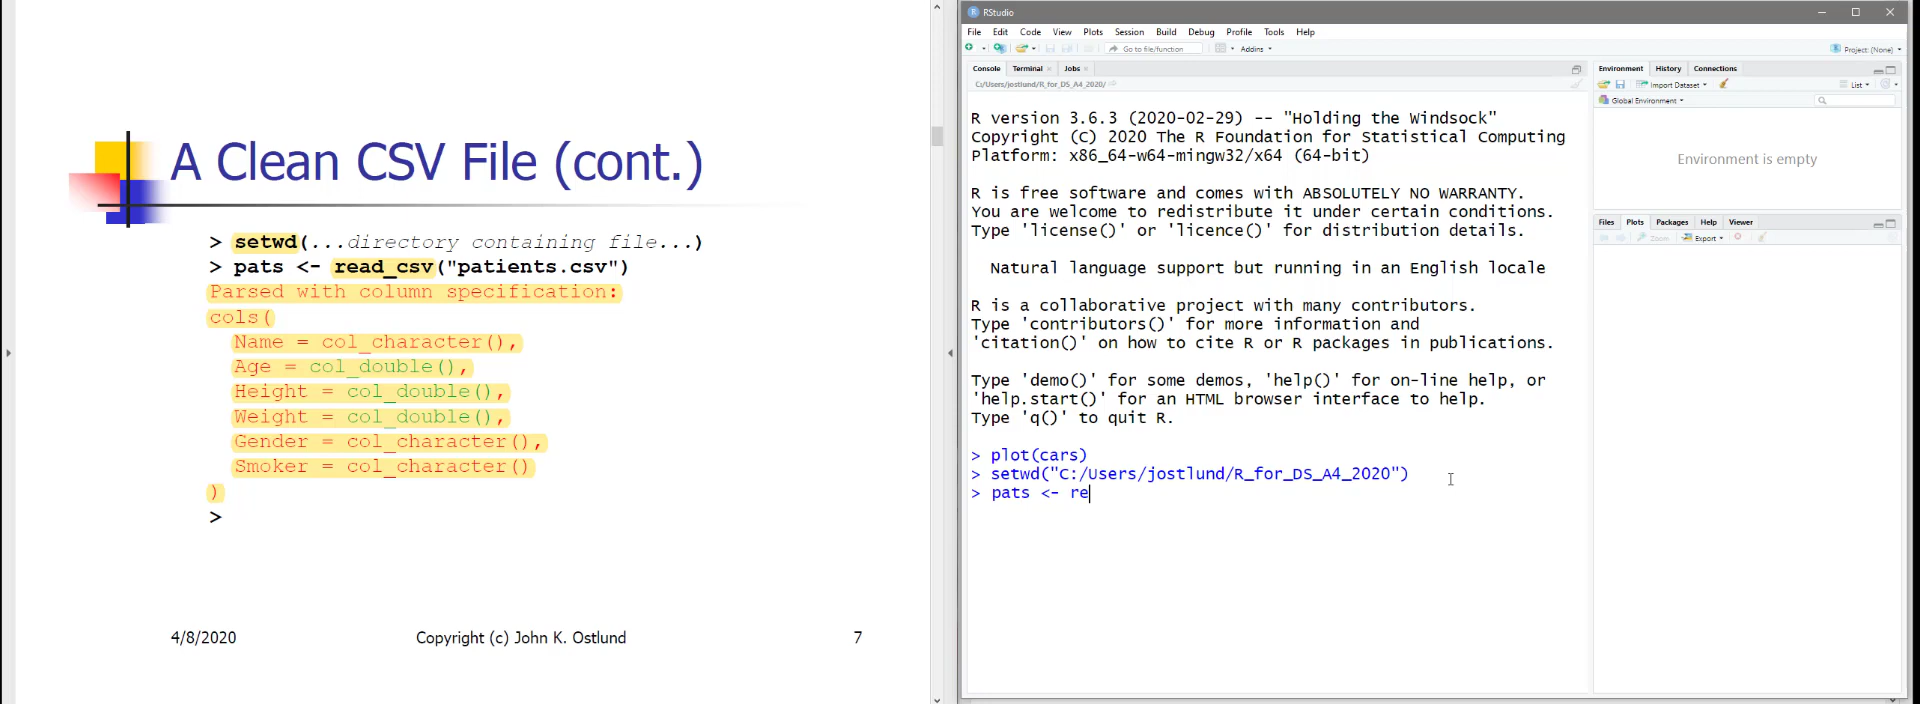 A Clean CSV File (cont.)
> setwd(...directory containing file...)
> pats <- read_csv("patients.csv")
Parsed with column specification:
cols(
Name = col_character(),
Age = col_double(),
Height = col_double(),
Weight = col_double(),
Gender = col_character(),
Smoker = col_character()
)
>
4/8/2020
Copyright (c) John K. Ostlund
7
RStudio
File Edit Code View Plots Session Build Debug Profile Tools Help
Go to file/function Addins
Project: (None)
Console Terminal Jobs
C:/Users/jostlund/R_for_DS_A4_2020/
R version 3.6.3 (2020-02-29) -- "Holding the Windsock"
Copyright (C) 2020 The R Foundation for Statistical Computing
Platform: x86_64-w64-mingw32/x64 (64-bit)
R is free software and comes with ABSOLUTELY NO WARRANTY.
You are welcome to redistribute it under certain conditions.
Type 'license()' or 'licence()' for distribution details.
Natural language support but running in an English locale
R is a collaborative project with many contributors.
Type 'contributors()' for more information and
'citation()' on how to cite R or R packages in publications.
Type 'demo()' for some demos, 'help()' for on-line help, or
'help.start()' for an HTML browser interface to help.
Type 'q()' to quit R.
> plot(cars)
> setwd("C:/Users/jostlund/R_for_DS_A4_2020")
> pats <- re
Environment History Connections
Import Dataset List
Global Environment
Environment is empty
Files Plots Packages Help Viewer
Zoom Export